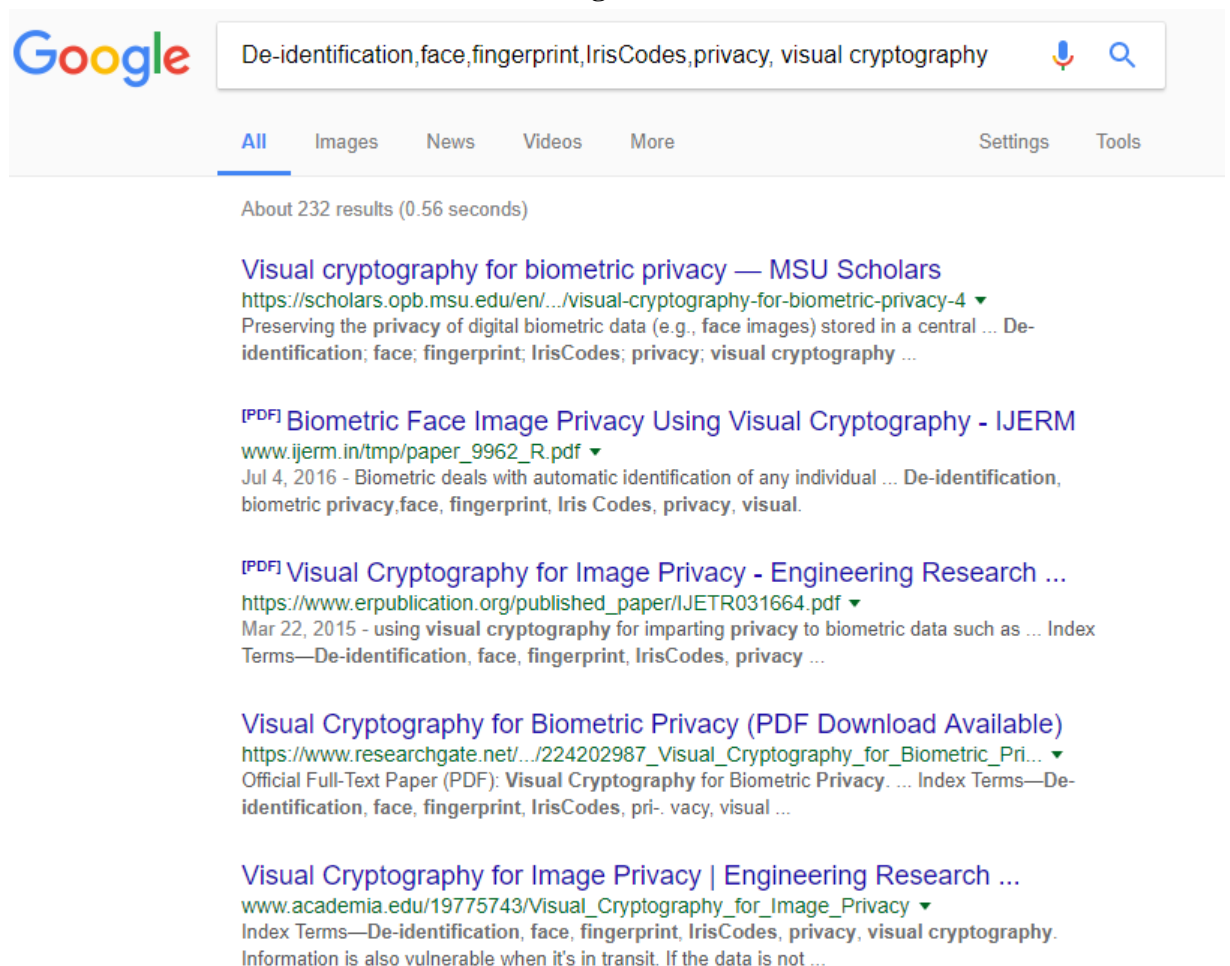 Google
De-identification,face,fingerprint,IrisCodes,privacy, visual cryptography
All Images News Videos More Settings Tools
About 232 results (0.56 seconds)
Visual cryptography for biometric privacy — MSU Scholars
https://scholars.opb.msu.edu/en/.../visual-cryptography-for-biometric-privacy-4
Preserving the privacy of digital biometric data (e.g., face images) stored in a central ... De-
identification; face; fingerprint; IrisCodes; privacy; visual cryptography ...
[PDF] Biometric Face Image Privacy Using Visual Cryptography - IJERM
www.ijerm.in/tmp/paper_9962_R.pdf
Jul 4, 2016 - Biometric deals with automatic identification of any individual ... De-identification,
biometric privacy,face, fingerprint, Iris Codes, privacy, visual.
[PDF] Visual Cryptography for Image Privacy - Engineering Research ...
https://www.erpublication.org/published_paper/IJETR031664.pdf
Mar 22, 2015 - using visual cryptography for imparting privacy to biometric data such as ... Index
Terms—De-identification, face, fingerprint, IrisCodes, privacy ...
Visual Cryptography for Biometric Privacy (PDF Download Available)
https://www.researchgate.net/.../224202987_Visual_Cryptography_for_Biometric_Pri...
Official Full-Text Paper (PDF): Visual Cryptography for Biometric Privacy. ... Index Terms—De-
identification, face, fingerprint, IrisCodes, pri-. vacy, visual ...
Visual Cryptography for Image Privacy | Engineering Research ...
www.academia.edu/19775743/Visual_Cryptography_for_Image_Privacy
Index Terms—De-identification, face, fingerprint, IrisCodes, privacy, visual cryptography.
Information is also vulnerable when it's in transit. If the data is not ...